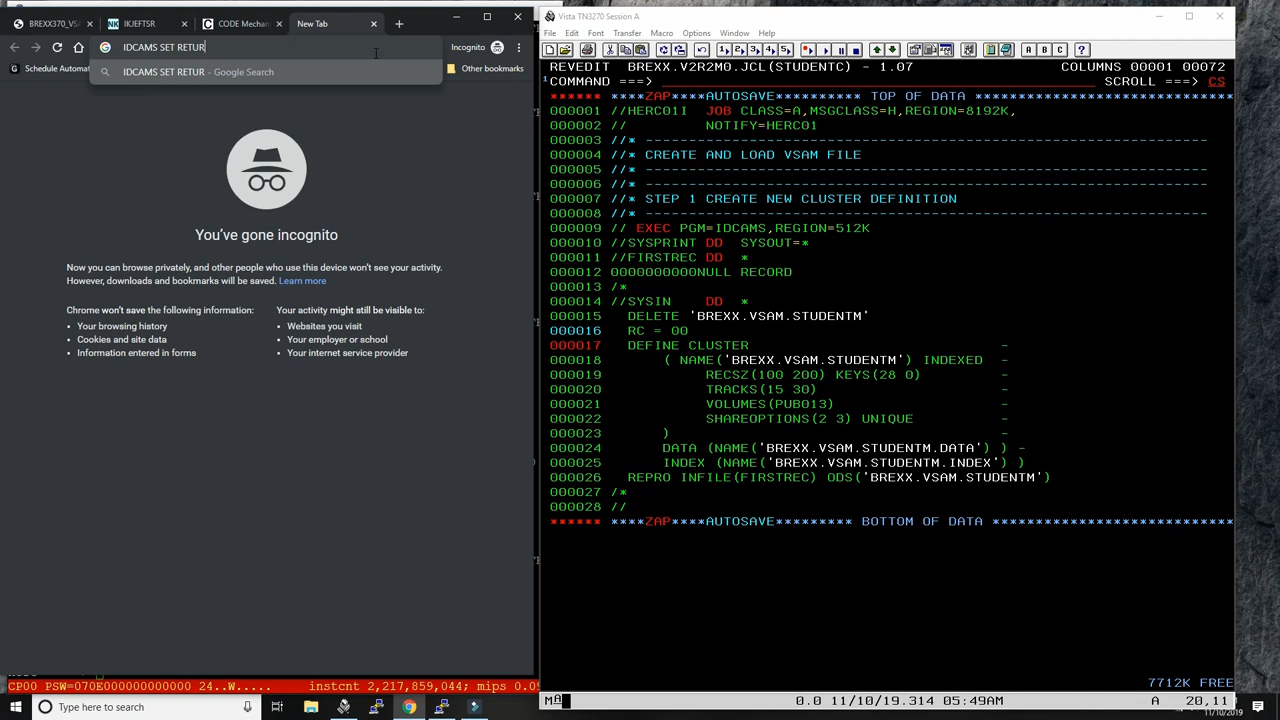 BREXX370_VS
IKJEFTSR
CODE Mechan
New Tab
IDCAMS SET RETUR
Incognito
IDCAMS SET RETUR - Google Search
Schedule Automat
Other bookmarks
You've gone incognito
Now you can browse privately, and other people who use this device won't see your activity.
However, downloads and bookmarks will be saved. Learn more
Chrome won't save the following information:
• Your browsing history
• Cookies and site data
• Information entered in forms
Your activity might still be visible to:
• Websites you visit
• Your employer or school
• Your internet service provider
CP00 PSW=070E000000000000 24..W..... instcnt 2,217,859,044; mips 0.09
Type here to search
Vista TN3270 Session A
File Edit Font Transfer Macro Options Window Help
REVEDIT BREXX.V2R2M0.JCL(STUDENTC) - 1.07 COLUMNS 00001 00072
COMMAND ===> SCROLL ===> CS
****** ****ZAP****AUTOSAVE********** TOP OF DATA *******************************
000001 //HERC01I JOB CLASS=A,MSGCLASS=H,REGION=8192K,
000002 // NOTIFY=HERC01
000003 //* -----------------------------------------------------------------
000004 //* CREATE AND LOAD VSAM FILE
000005 //* -----------------------------------------------------------------
000006 //* -----------------------------------------------------------------
000007 //* STEP 1 CREATE NEW CLUSTER DEFINITION
000008 //* -----------------------------------------------------------------
000009 // EXEC PGM=IDCAMS,REGION=512K
000010 //SYSPRINT DD SYSOUT=*
000011 //FIRSTREC DD *
000012 0000000000NULL RECORD
000013 /*
000014 //SYSIN DD *
000015 DELETE 'BREXX.VSAM.STUDENTM'
000016 RC = 00
000017 DEFINE CLUSTER -
000018 ( NAME('BREXX.VSAM.STUDENTM') INDEXED -
000019 RECSZ(100 200) KEYS(28 0) -
000020 TRACKS(15 30) -
000021 VOLUMES(PUB013) -
000022 SHAREOPTIONS(2 3) UNIQUE -
000023 ) -
000024 DATA (NAME('BREXX.VSAM.STUDENTM.DATA') ) -
000025 INDEX (NAME('BREXX.VSAM.STUDENTM.INDEX') )
000026 REPRO INFILE(FIRSTREC) ODS('BREXX.VSAM.STUDENTM')
000027 /*
000028 //
****** ****ZAP****AUTOSAVE********* BOTTOM OF DATA *****************************
7712K FREE
MA 0.0 11/10/19.314 05:49AM A 20,11
11/10/2019